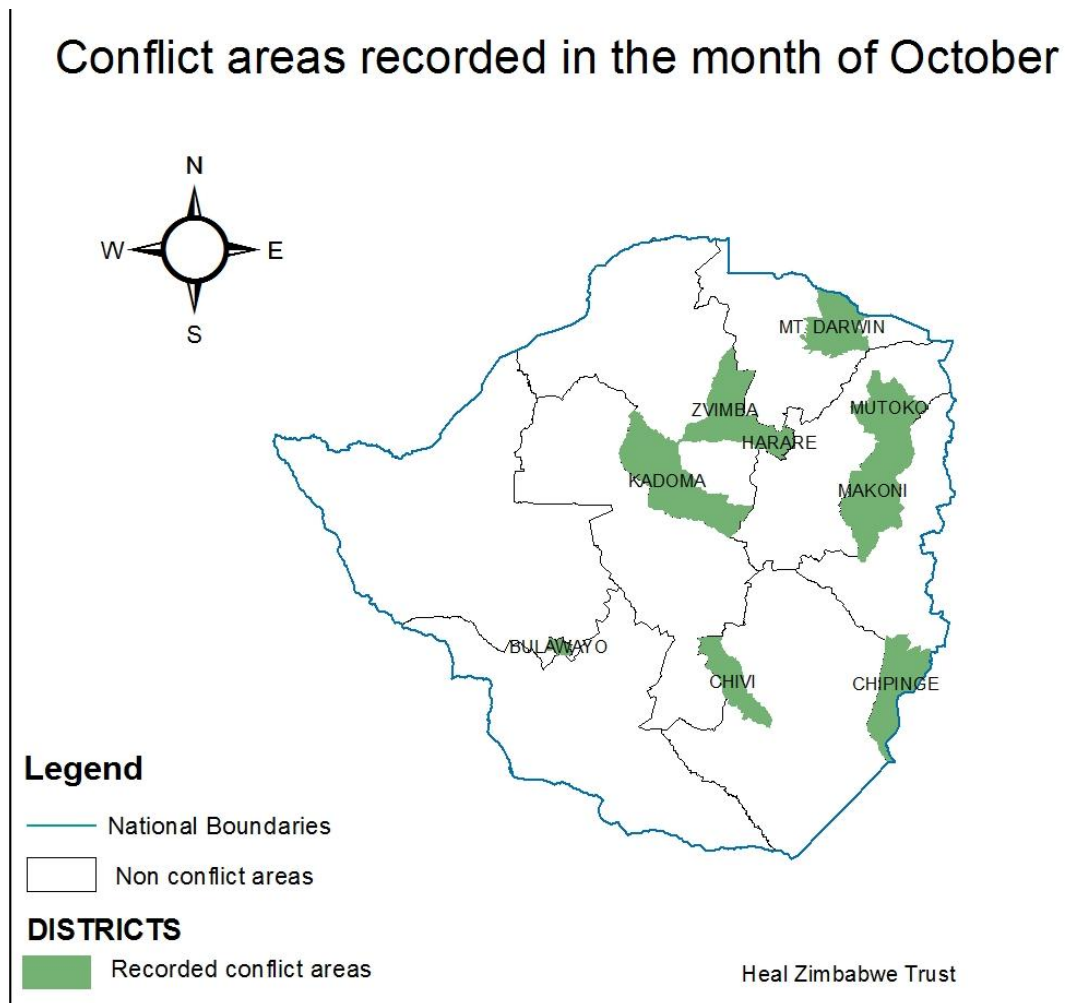 Conflict areas recorded in the month of October
N
W
E
S
MT DARWIN
ZVIMBA
MUTOKO
HARARE
KADOMA
MAKONI
BULAWAYO
CHIVI
CHIPINGE
Legend
National Boundaries
Non conflict areas
DISTRICTS
Recorded conflict areas
Heal Zimbabwe Trust